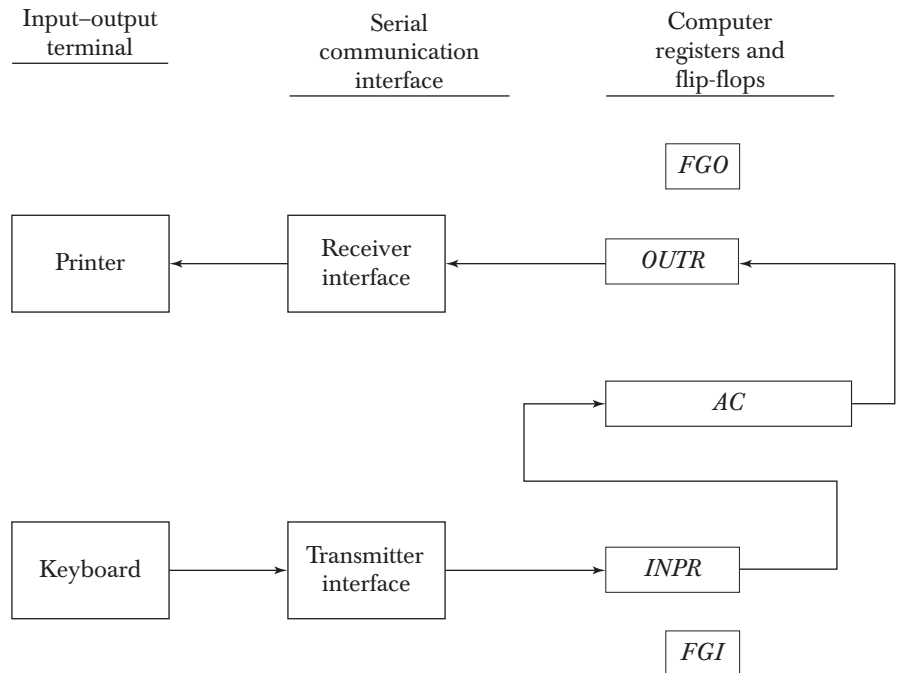 Input–output
terminal
Serial
communication
interface
Computer
registers and
flip-flops
FGO
Printer
Receiver
interface
OUTR
AC
Keyboard
Transmitter
interface
INPR
FGI